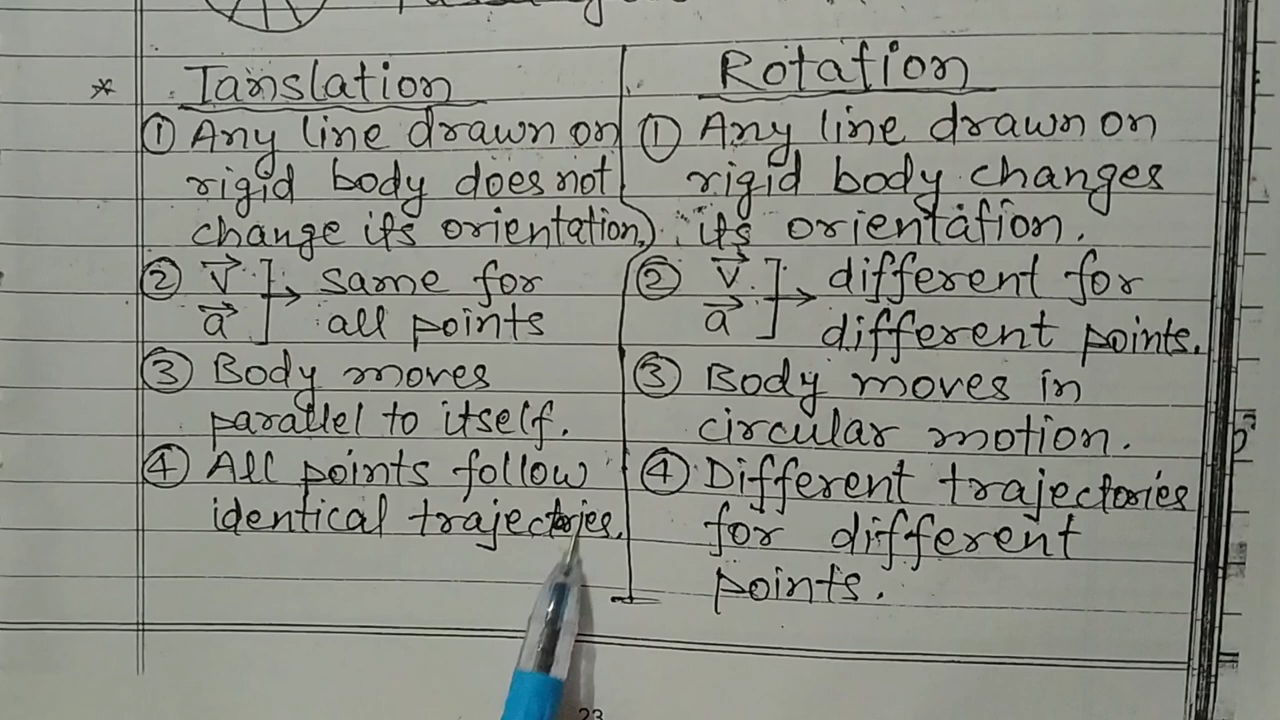 * Tanslation
① Any line drawn on
rigid body does not
change its orientation.
② v⃗ ] → same for
a⃗ ] all points
③ Body moves
parallel to itself.
④ All points follow
identical trajectories.
Rotation
① Any line drawn on
rigid body changes
its orientation.
② v⃗ ] → different for
a⃗ ] different points.
③ Body moves in
circular motion.
④ Different trajectories
for different
points.
23